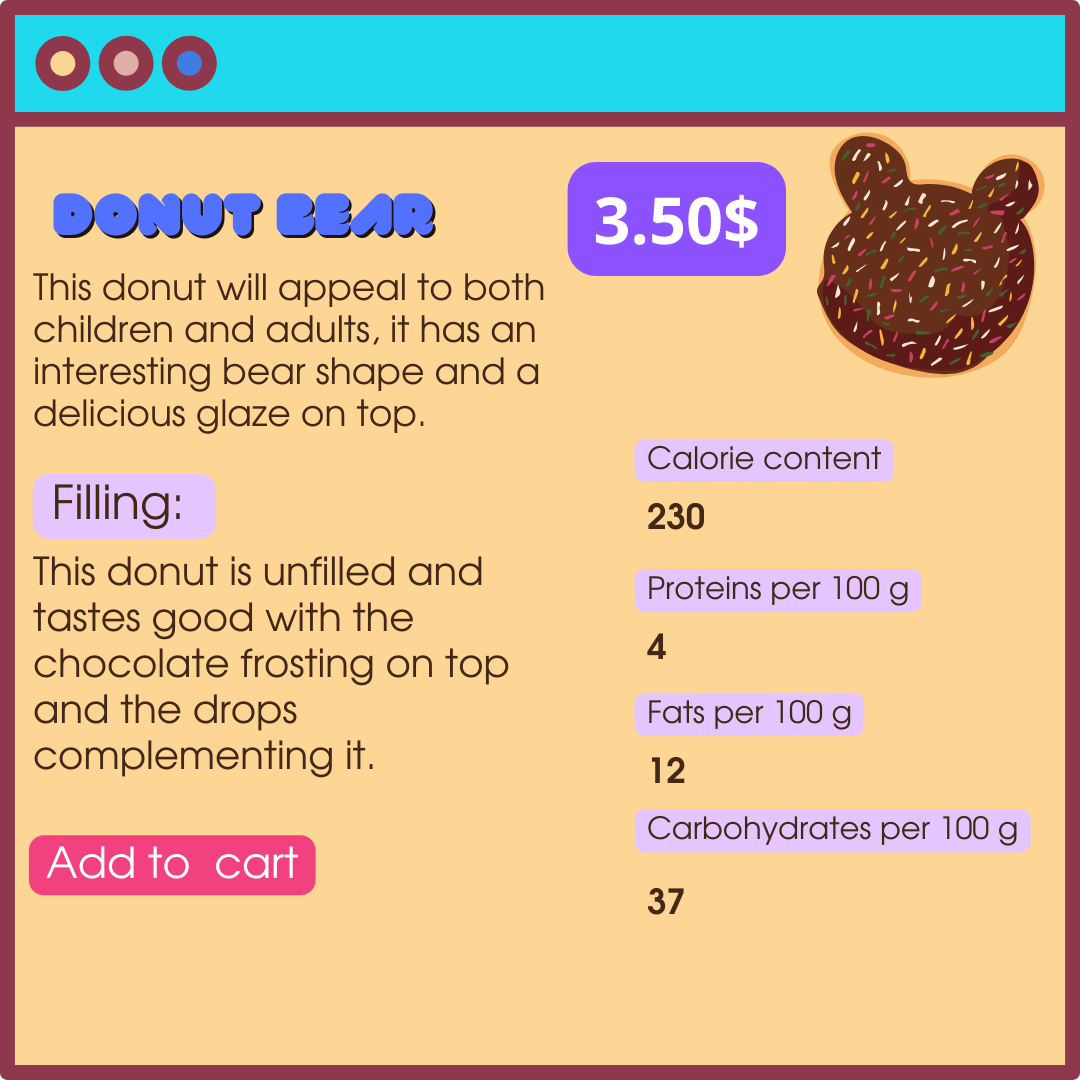 DONUT BEAR
3.50$
This donut will appeal to both
children and adults, it has an
interesting bear shape and a
delicious glaze on top.
Filling:
This donut is unfilled and
tastes good with the
chocolate frosting on top
and the drops
complementing it.
Add to cart
Calorie content
230
Proteins per 100 g
4
Fats per 100 g
12
Carbohydrates per 100 g
37